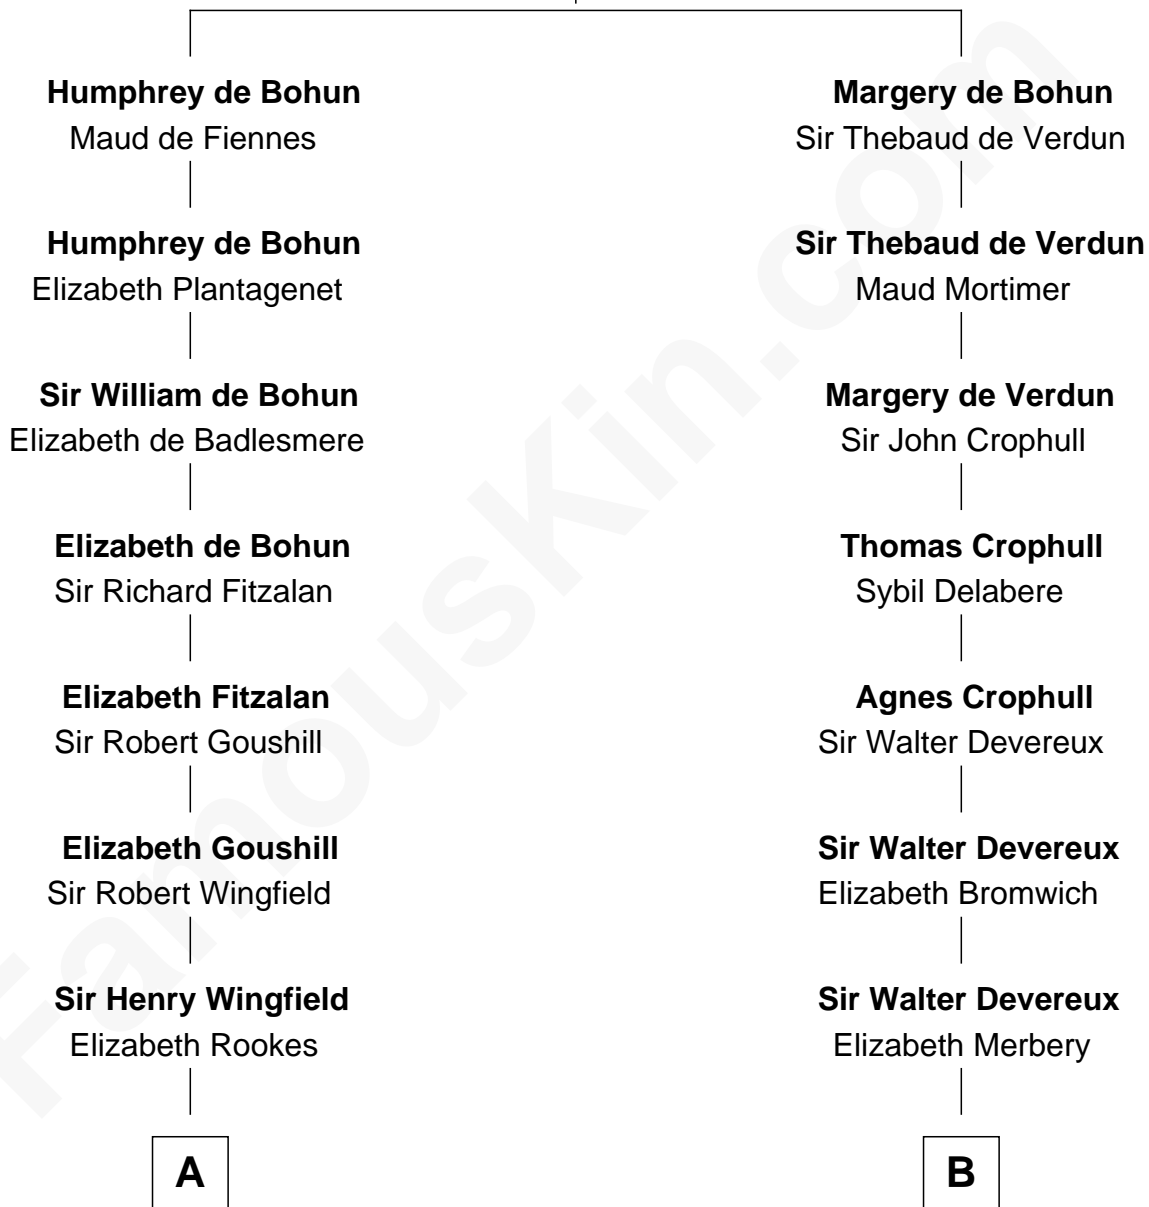 Humphrey de Bohun
Maud de Fiennes
Humphrey de Bohun
Elizabeth Plantagenet
Sir William de Bohun
Elizabeth de Badlesmere
Elizabeth de Bohun
Sir Richard Fitzalan
Elizabeth Fitzalan
Sir Robert Goushill
Elizabeth Goushill
Sir Robert Wingfield
Sir Henry Wingfield
Elizabeth Rookes
A
Margery de Bohun
Sir Thebaud de Verdun
Sir Thebaud de Verdun
Maud Mortimer
Margery de Verdun
Sir John Crophull
Thomas Crophull
Sybil Delabere
Agnes Crophull
Sir Walter Devereux
Sir Walter Devereux
Elizabeth Bromwich
Sir Walter Devereux
Elizabeth Merbery
B
FamousKin.com